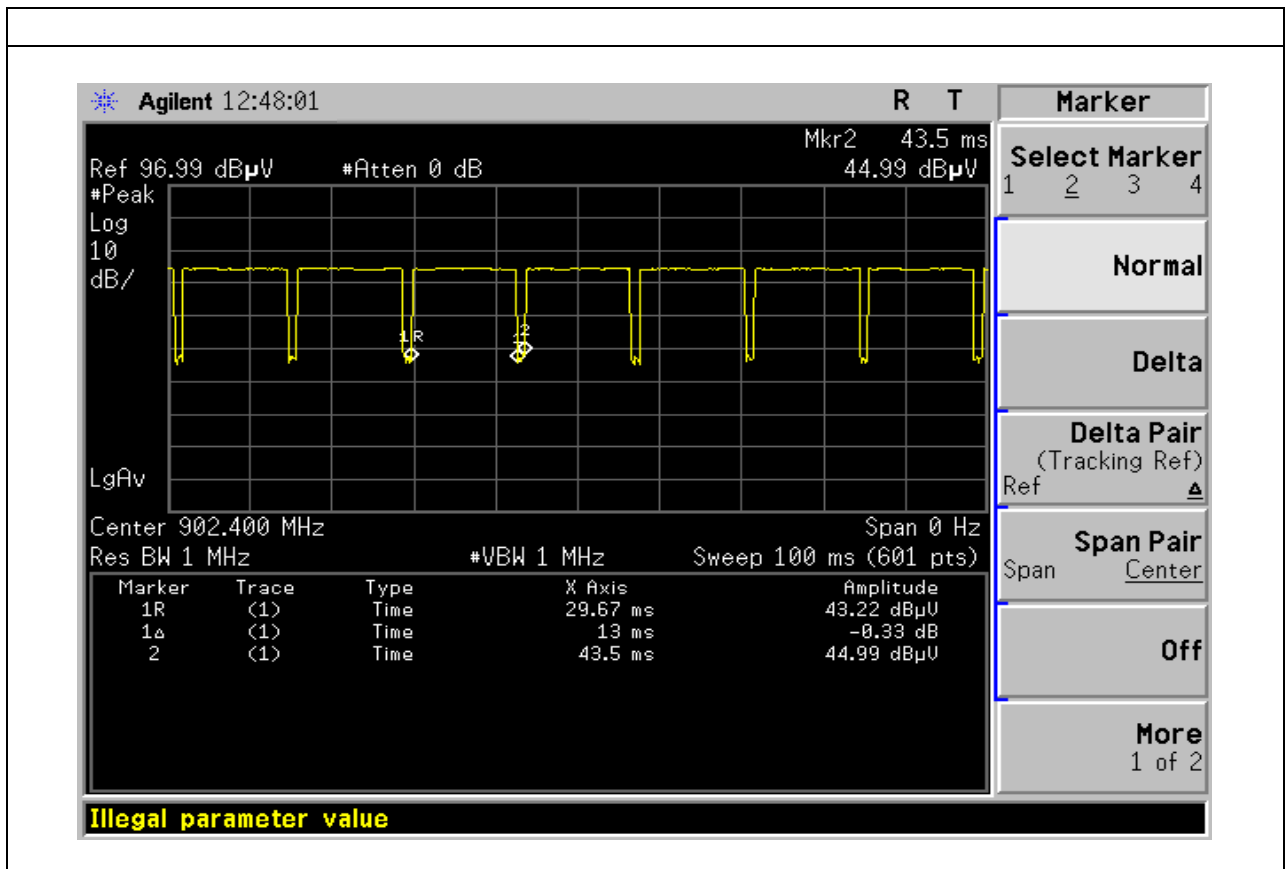 Agilent 12:48:01 R T
Mkr2 43.5 ms
Ref 96.99 dBµV #Atten 0 dB 44.99 dBµV
#Peak
Log
10
dB/
1R
2
LgAv
Center 902.400 MHz Span 0 Hz
Res BW 1 MHz #VBW 1 MHz Sweep 100 ms (601 pts)
Marker Trace Type X Axis Amplitude
1R (1) Time 29.67 ms 43.22 dBµV
1∆ (1) Time 13 ms -0.33 dB
2 (1) Time 43.5 ms 44.99 dBµV
Illegal parameter value
Marker
Select Marker
1 2 3 4
Normal
Delta
Delta Pair
(Tracking Ref)
Ref ∆
Span Pair
Span Center
Off
More
1 of 2